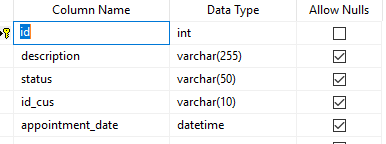 Column Name Data Type Allow Nulls
id int
description varchar(255)
status varchar(50)
id_cus varchar(10)
appointment_date datetime